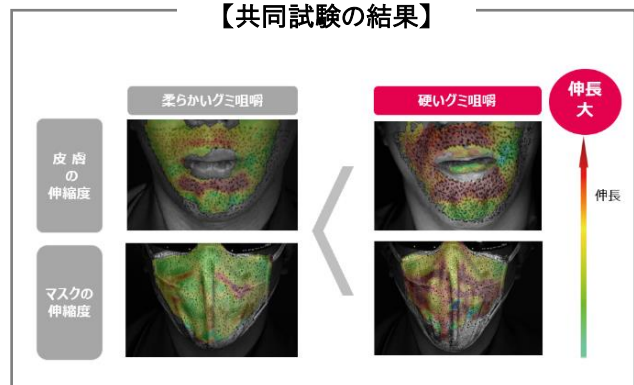 【共同試験の結果】
柔らかいグミ咀嚼
硬いグミ咀嚼
伸長
大
皮 膚
の
伸縮度
伸長
マスクの
伸縮度